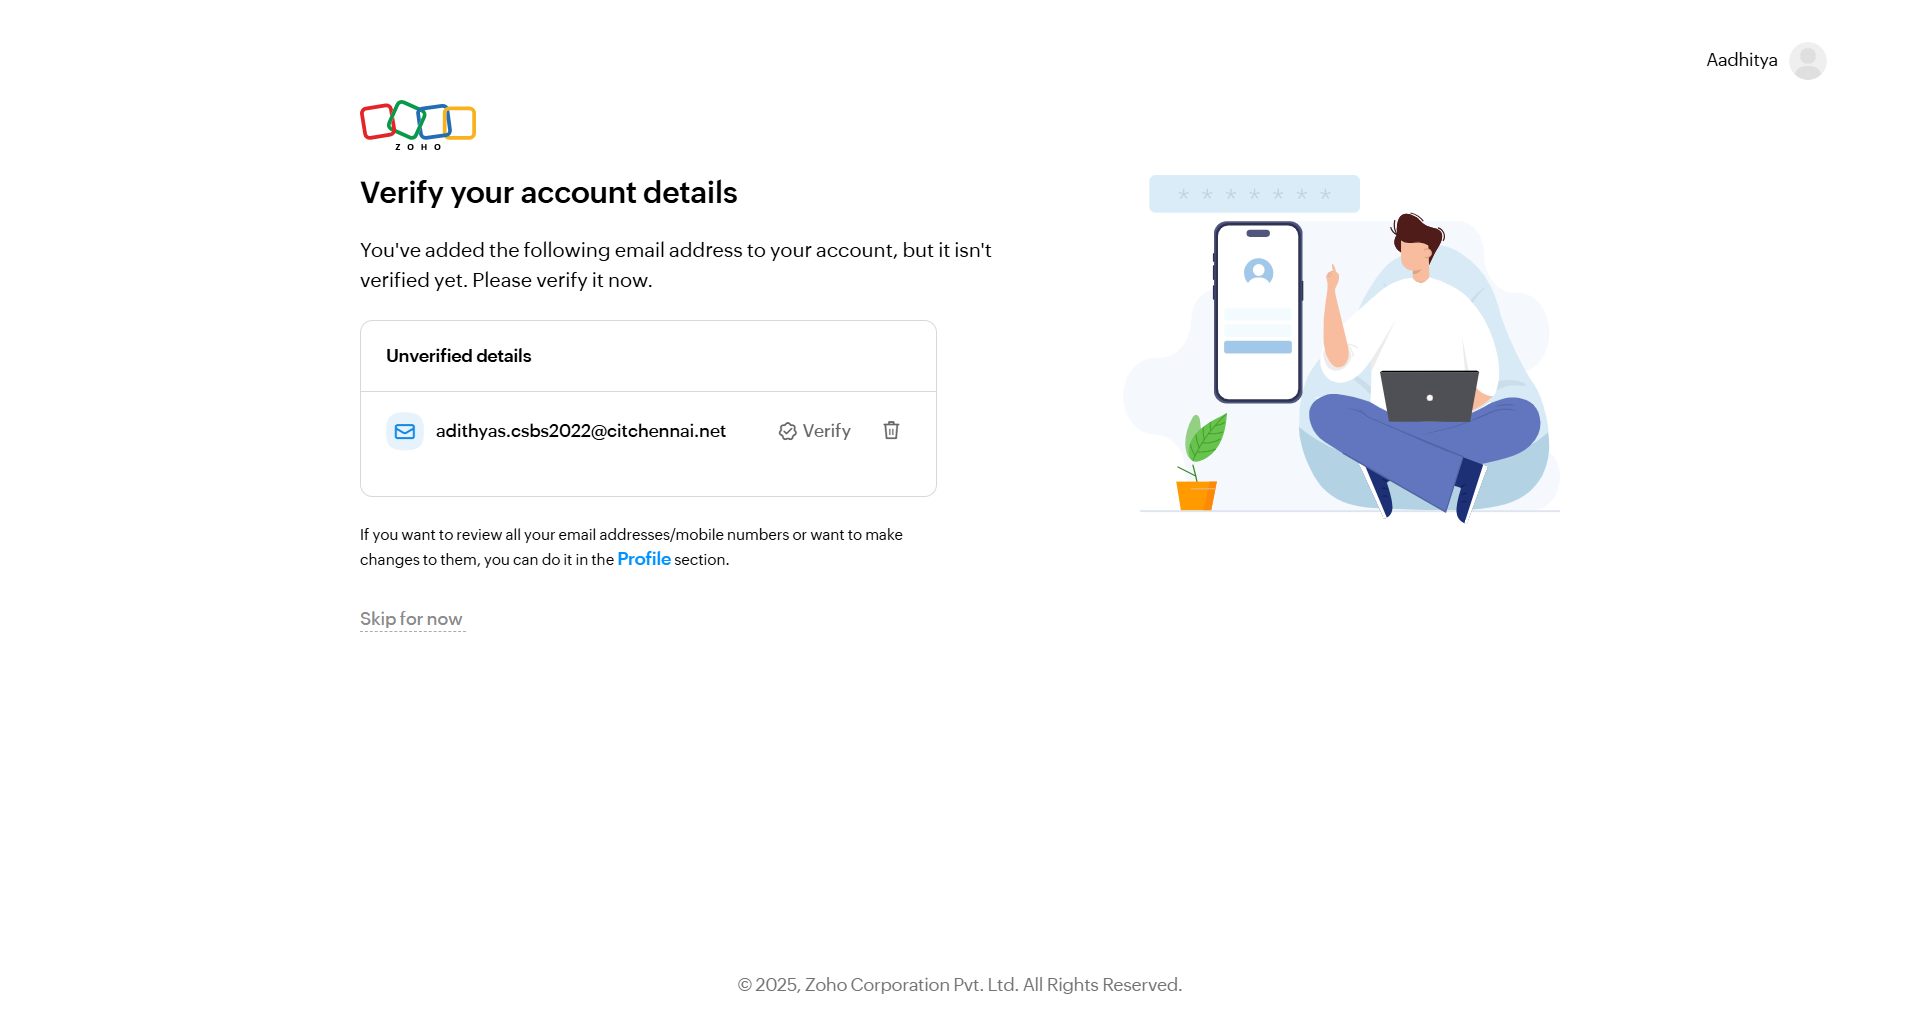 Aadhitya
ZOHO
Verify your account details
You've added the following email address to your account, but it isn't
verified yet. Please verify it now.
Unverified details
adithyas.csbs2022@citchennai.net Verify
If you want to review all your email addresses/mobile numbers or want to make
changes to them, you can do it in the Profile section.
Skip for now
* * * * * * *
© 2025, Zoho Corporation Pvt. Ltd. All Rights Reserved.